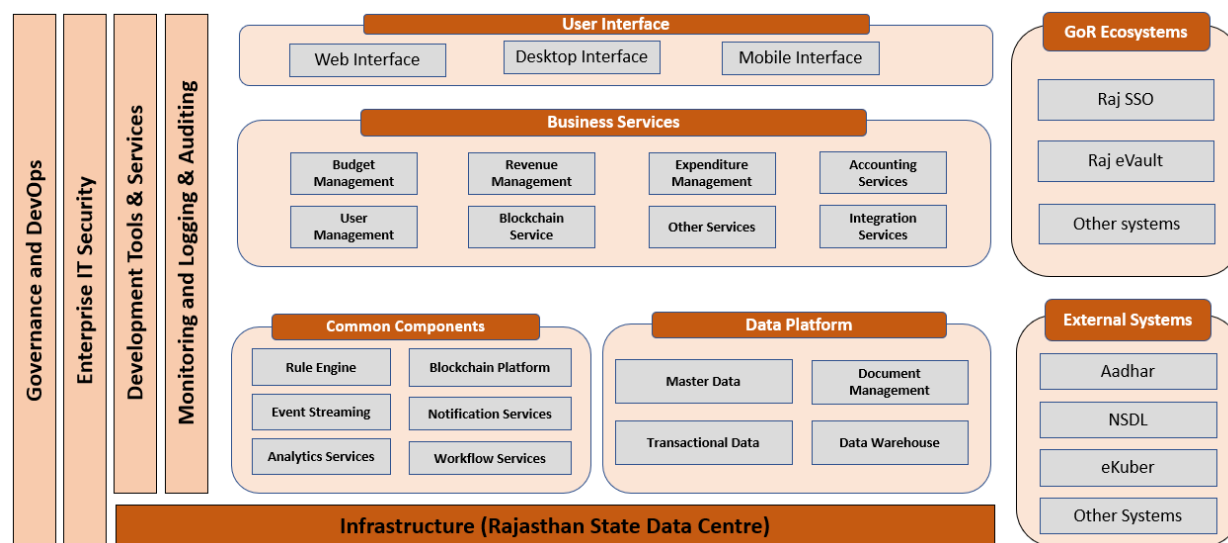 Governance and DevOps
Enterprise IT Security
Development Tools & Services
Monitoring and Logging & Auditing
User Interface
Web Interface
Desktop Interface
Mobile Interface
Business Services
Budget
Management
Revenue
Management
Expenditure
Management
Accounting
Services
User
Management
Blockchain
Service
Other Services
Integration
Services
Common Components
Rule Engine
Blockchain Platform
Event Streaming
Notification Services
Analytics Services
Workflow Services
Data Platform
Master Data
Document
Management
Transactional Data
Data Warehouse
Infrastructure (Rajasthan State Data Centre)
GoR Ecosystems
Raj SSO
Raj eVault
Other systems
External Systems
Aadhar
NSDL
eKuber
Other Systems